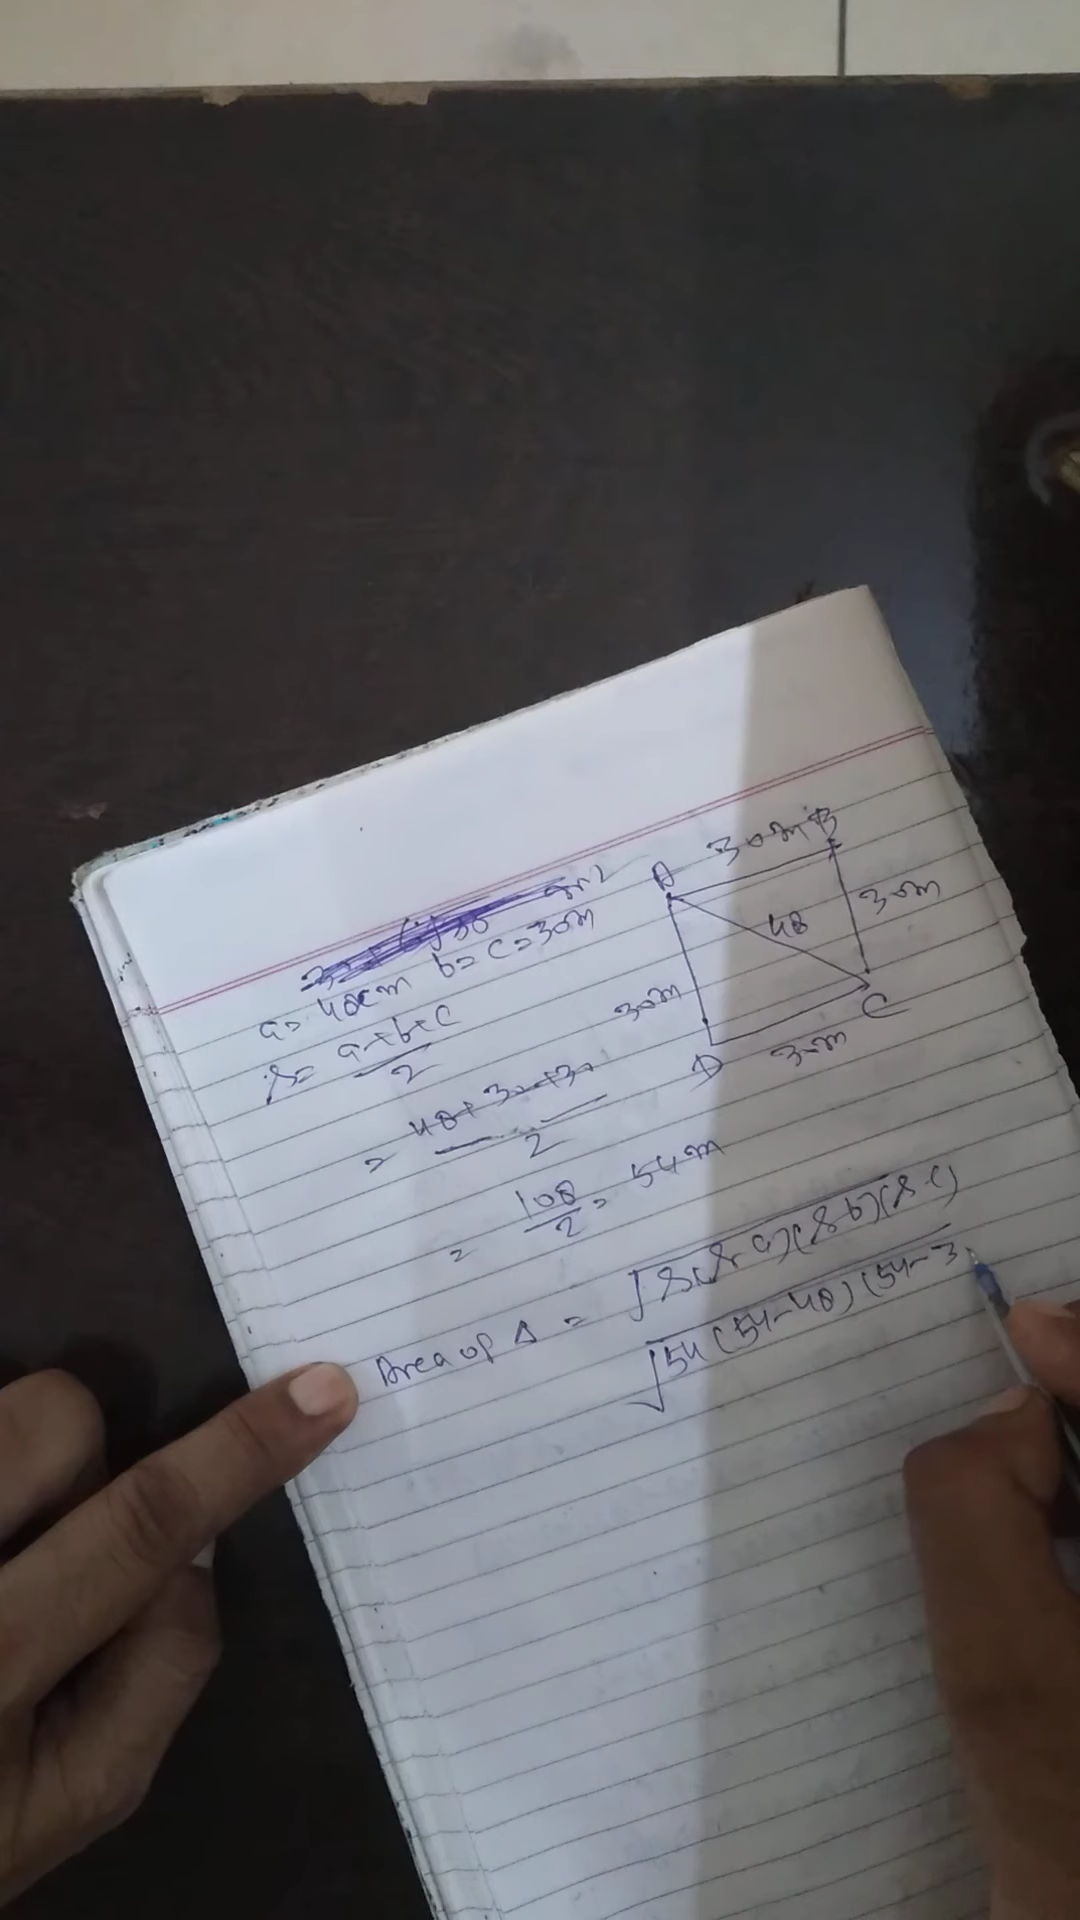 a = 48cm b = c = 30m
s = a+b+c
2
= 48+30+30
2
= 108
2 = 54m
Area of Δ = √s(s-a)(s-b)(s-c)
√54(54-48)(54-3
A
30m B
30m
48
30m
D
30m
C